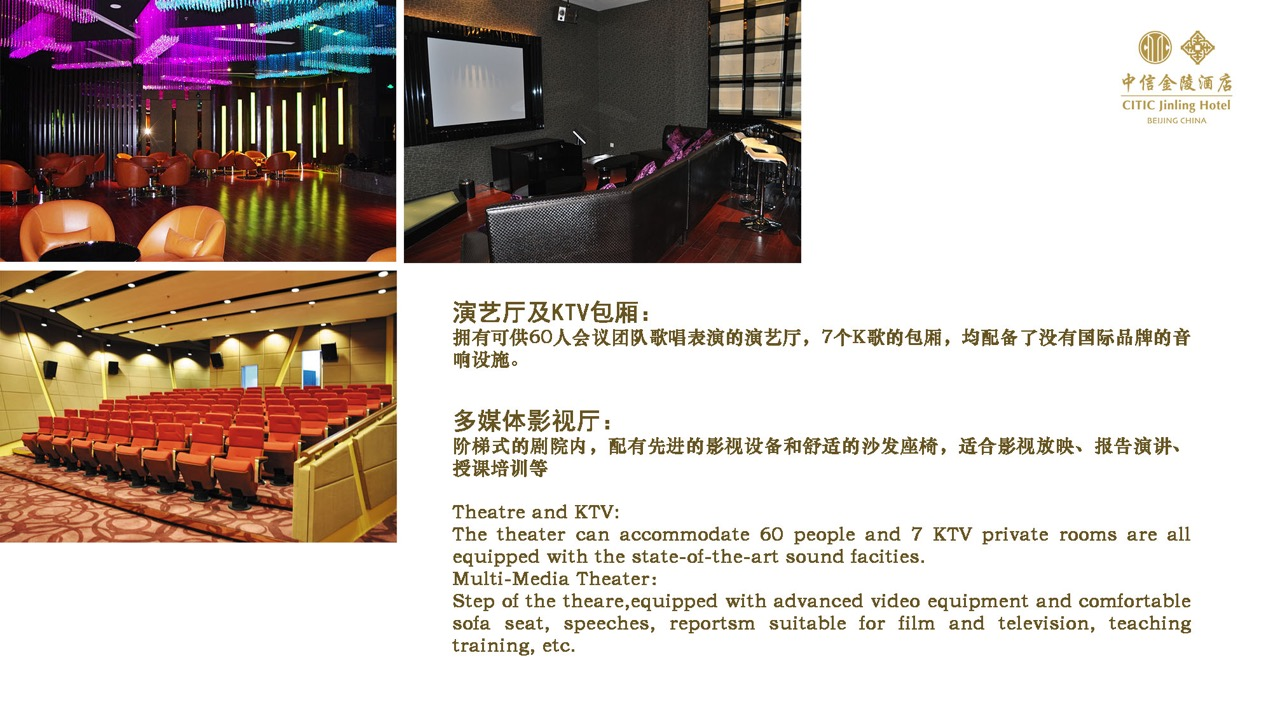 中信金陵酒店
CITIC Jinling Hotel
BEIJING CHINA
演艺厅及KTV包厢：
拥有可供60人会议团队歌唱表演的演艺厅，7个K歌的包厢，均配备了没有国际品牌的音
响设施。
多媒体影视厅：
阶梯式的剧院内，配有先进的影视设备和舒适的沙发座椅，适合影视放映、报告演讲、
授课培训等
Theatre and KTV:
The theater can accommodate 60 people and 7 KTV private rooms are all
equipped with the state-of-the-art sound facities.
Multi-Media Theater:
Step of the theare,equipped with advanced video equipment and comfortable
sofa seat, speeches, reportsm suitable for film and television, teaching
training, etc.